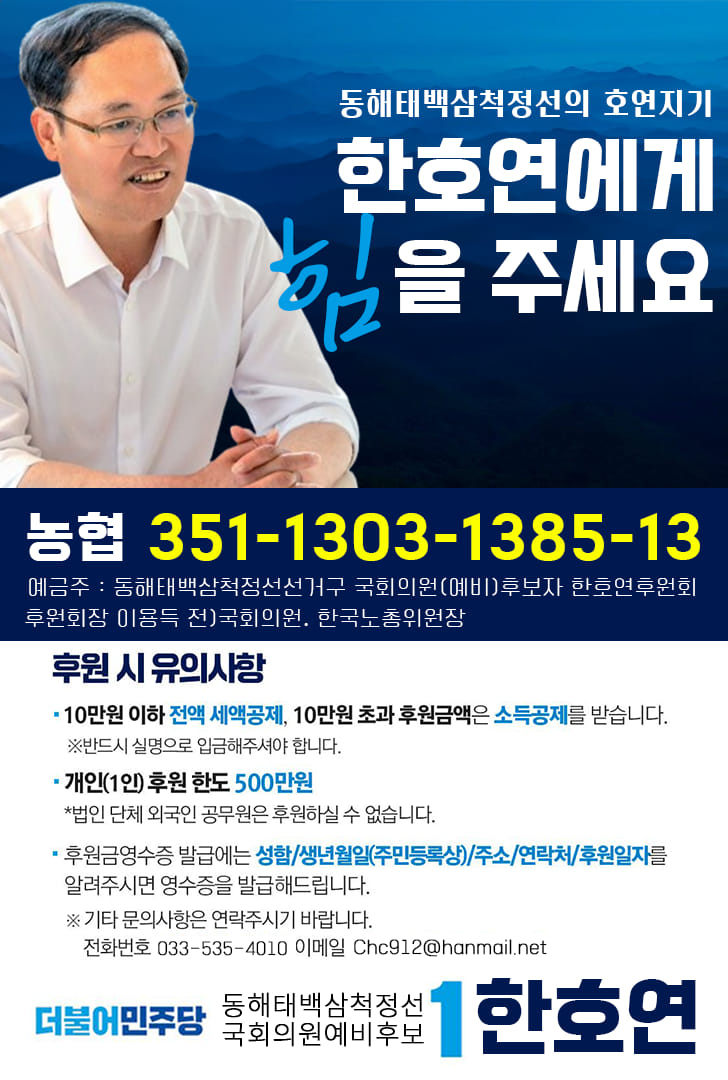 동해태백삼척정선의 호연지기
한호연에게
힘을 주세요
농협 351-1303-1385-13
예금주 : 동해태백삼척정선선거구 국회의원(예비)후보자 한호연후원회
후원회장 이용득 전)국회의원. 한국노총위원장
후원 시 유의사항
· 10만원 이하 전액 세액공제, 10만원 초과 후원금액은 소득공제를 받습니다.
※반드시 실명으로 입금해주셔야 합니다.
· 개인(1인) 후원 한도 500만원
*법인 단체 외국인 공무원은 후원하실 수 없습니다.
· 후원금영수증 발급에는 성함/생년월일(주민등록상)/주소/연락처/후원일자를
알려주시면 영수증을 발급해드립니다.
※ 기타 문의사항은 연락주시기 바랍니다.
전화번호 033-535-4010 이메일 Chc912@hanmail.net
더불어민주당
동해태백삼척정선
국회의원예비후보
1 한호연